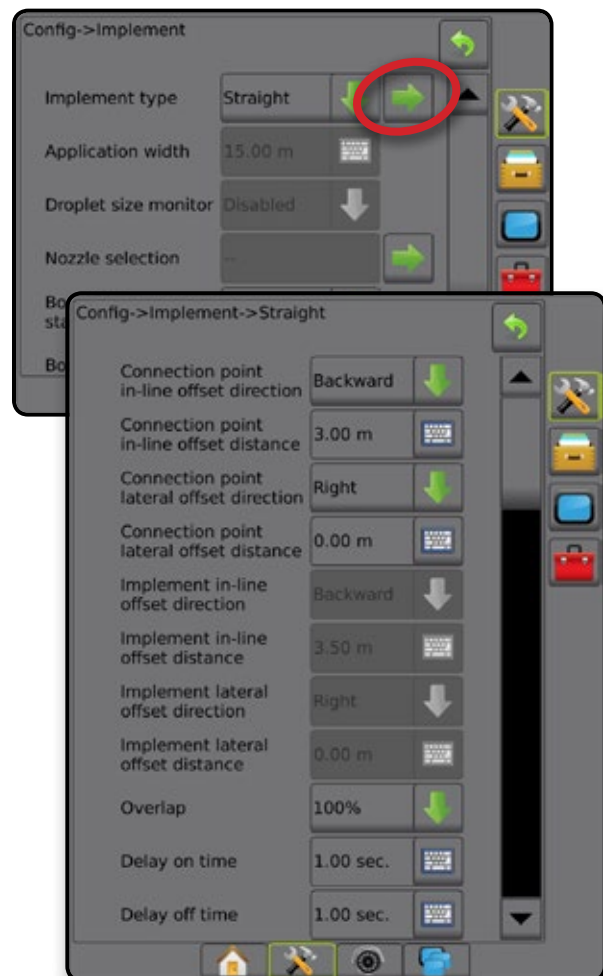 Config->Implement
Implement type Straight
Application width 15.00 m
Droplet size monitor Disabled
Nozzle selection --
Bo
sta
Bo
Config->Implement->Straight
Connection point
in-line offset direction Backward
Connection point
in-line offset distance 3.00 m
Connection point
lateral offset direction Right
Connection point
lateral offset distance 0.00 m
Implement in-line
offset direction Backward
Implement in-line
offset distance 3.50 m
Implement lateral
offset direction Right
Implement lateral
offset distance 0.00 m
Overlap 100%
Delay on time 1.00 sec.
Delay off time 1.00 sec.